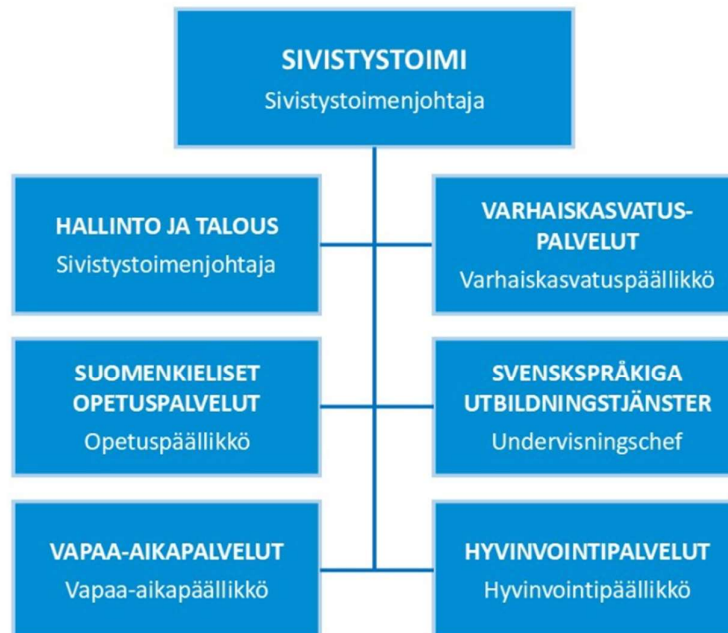 SIVISTYSTOIMI
Sivistystoimenjohtaja
HALLINTO JA TALOUS
Sivistystoimenjohtaja
VARHAISKASVATUS-
PALVELUT
Varhaiskasvatuspäällikkö
SUOMENKIELISET
OPETUSPALVELUT
Opetuspäällikkö
SVENSKSPRÅKIGA
UTBILDNINGSTJÄNSTER
Undervisningschef
VAPAA-AIKAPALVELUT
Vapaa-aikapäällikkö
HYVINVOINTIPALVELUT
Hyvinvointipäällikkö